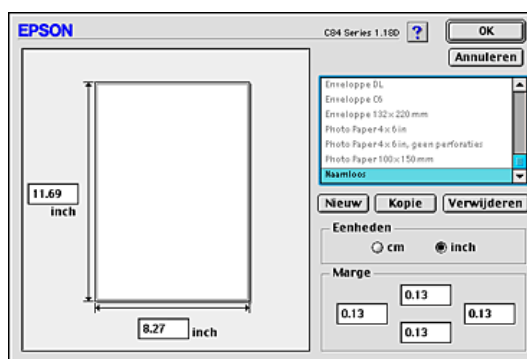 EPSON
C84 Series 1.18D ? OK
Annuleren
Enveloppe DL
Enveloppe C6
Enveloppe 132×220 mm
Photo Paper 4×6 in
Photo Paper 4×6 in, geen perforaties
Photo Paper 100×150 mm
Naamloos
Nieuw Kopie Verwijderen
11.69
inch
8.27 inch
Eenheden
cm inch
Marge
0.13
0.13 0.13
0.13